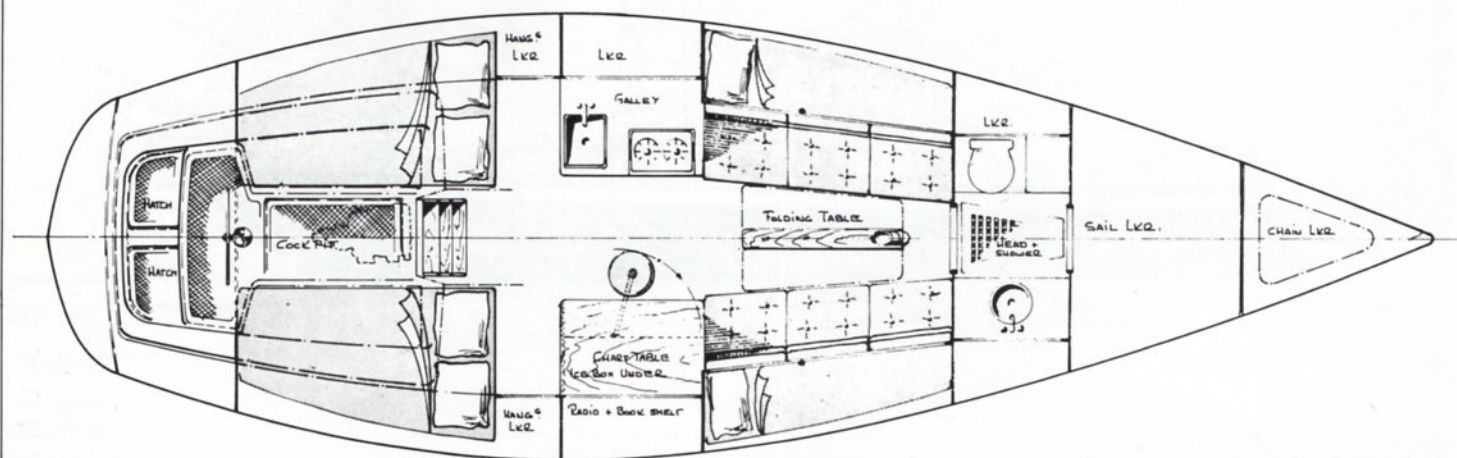 HANG.G
LKR
LKR
GALLEY
LKR.
HATCH
COCKPIT
FOLDING TABLE
HEAD +
SHOWER
SAIL LKR.
CHAIN LKR
HATCH
CHART TABLE
ICE BOX UNDER
RADIO + BOOK SHELF
HANG.G
LKR